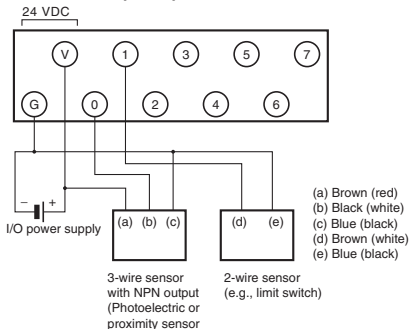 24 VDC
V 1 3 5 7
G 0 2 4 6
− +
I/O power supply
(a) (b) (c)
(d) (e)
(a) Brown (red)
(b) Black (white)
(c) Blue (black)
(d) Brown (white)
(e) Blue (black)
3-wire sensor
with NPN output
(Photoelectric or
proximity sensor
2-wire sensor
(e.g., limit switch)